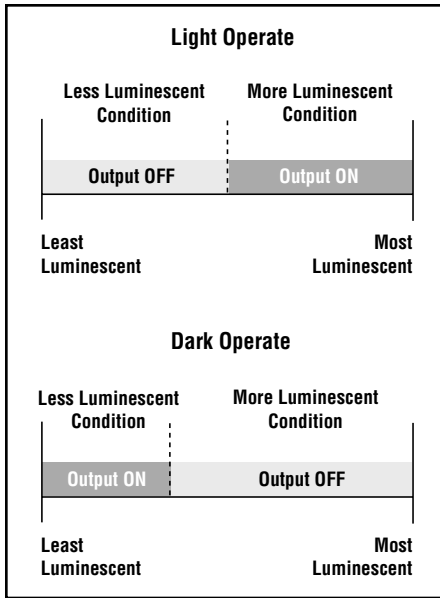 Light Operate
Less Luminescent More Luminescent
Condition Condition
Output OFF Output ON
Least Most
Luminescent Luminescent
Dark Operate
Less Luminescent More Luminescent
Condition Condition
Output ON Output OFF
Least Most
Luminescent Luminescent